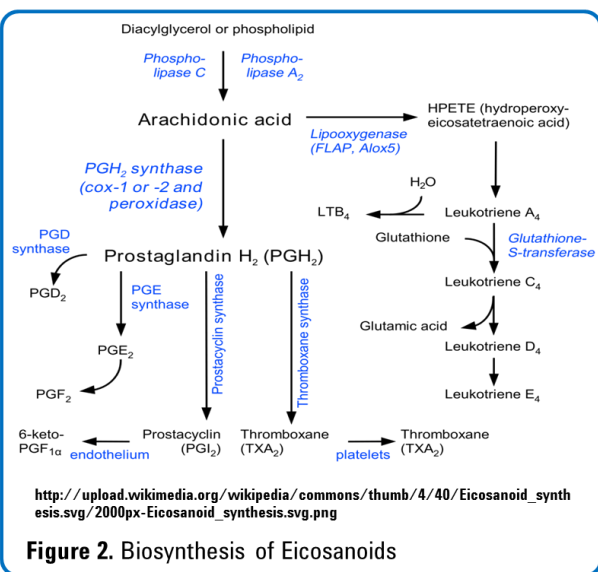 Diacylglycerol or phospholipid
Phospho-
lipase C
Phospho-
lipase A2
Arachidonic acid
Lipooxygenase
(FLAP, Alox5)
HPETE (hydroperoxy-
eicosatetraenoic acid)
PGH2 synthase
(cox-1 or -2 and
peroxidase)
H2O
LTB4
Leukotriene A4
Glutathione
Glutathione-
S-transferase
PGD
synthase
Prostaglandin H2 (PGH2)
Leukotriene C4
PGD2
PGE
synthase
Prostacyclin synthase
Thromboxane synthase
Glutamic acid
Leukotriene D4
PGE2
PGF2
Leukotriene E4
6-keto-
PGF1α
endothelium
Prostacyclin
(PGI2)
Thromboxane
(TXA2)
platelets
Thromboxane
(TXA2)
http://upload.wikimedia.org/wikipedia/commons/thumb/4/40/Eicosanoid_synth
esis.svg/2000px-Eicosanoid_synthesis.svg.png
Figure 2. Biosynthesis of Eicosanoids